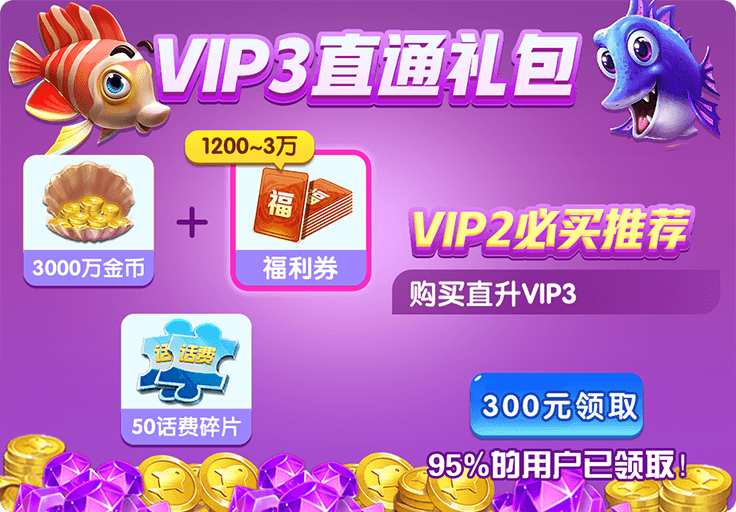 VIP3直通礼包
1200~3万
福
3000万金币
+
福利券
VIP2必买推荐
购买直升VIP3
话 话费
50话费碎片
300元领取
95%的用户已领取!